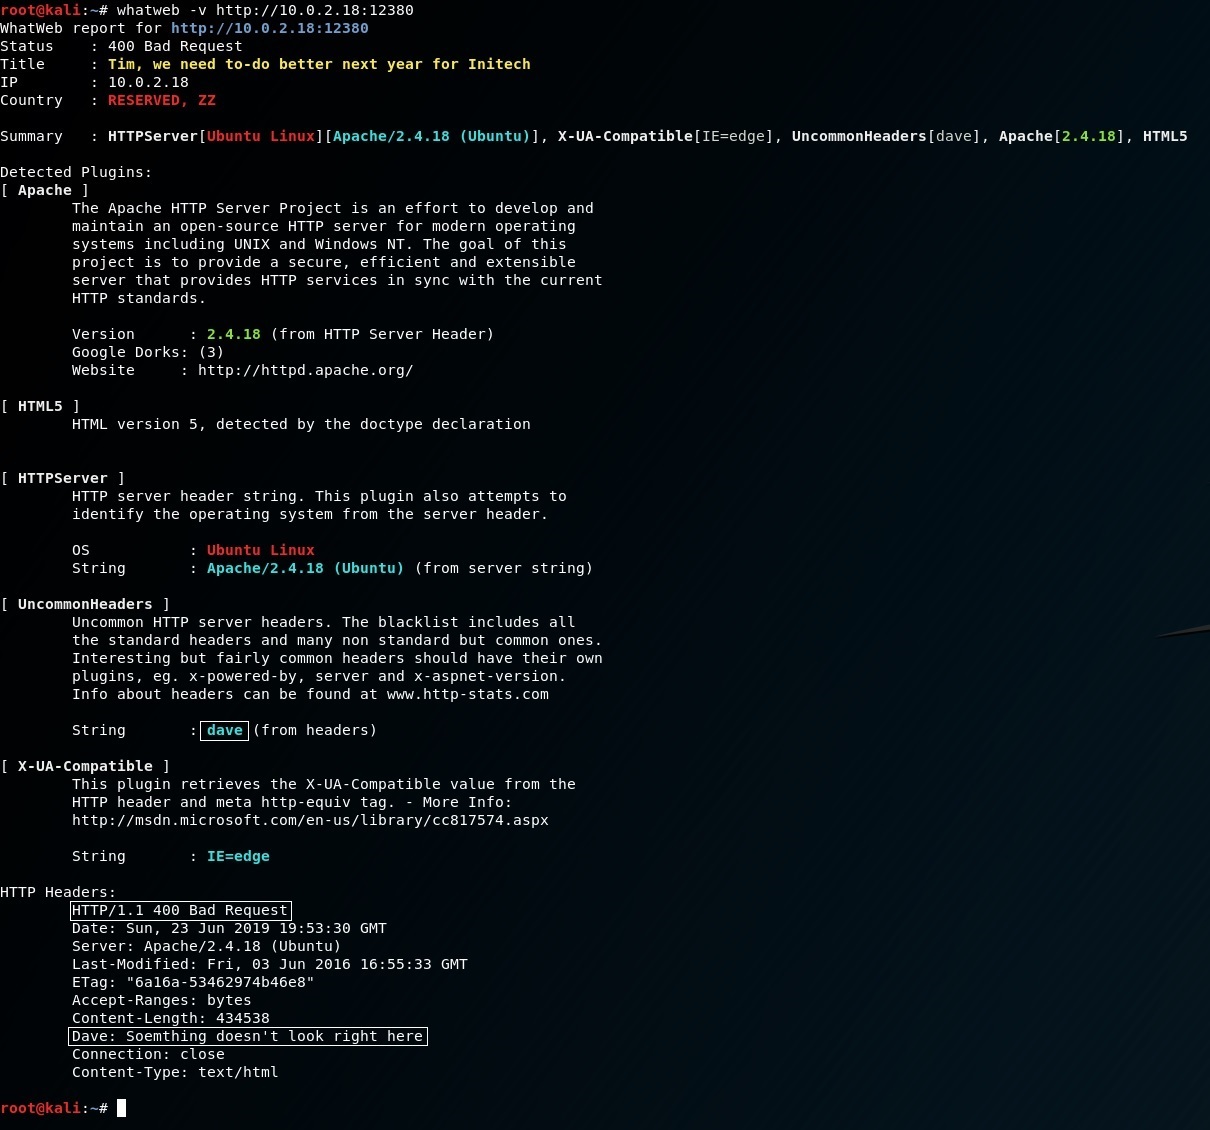 root@kali:~# whatweb -v http://10.0.2.18:12380
WhatWeb report for http://10.0.2.18:12380
Status    : 400 Bad Request
Title     : Tim, we need to-do better next year for Initech
IP        : 10.0.2.18
Country   : RESERVED, ZZ
Summary   : HTTPServer[Ubuntu Linux][Apache/2.4.18 (Ubuntu)], X-UA-Compatible[IE=edge], UncommonHeaders[dave], Apache[2.4.18], HTML5
Detected Plugins:
[ Apache ]
The Apache HTTP Server Project is an effort to develop and
maintain an open-source HTTP server for modern operating
systems including UNIX and Windows NT. The goal of this
project is to provide a secure, efficient and extensible
server that provides HTTP services in sync with the current
HTTP standards.
Version      : 2.4.18 (from HTTP Server Header)
Google Dorks: (3)
Website     : http://httpd.apache.org/
[ HTML5 ]
HTML version 5, detected by the doctype declaration
[ HTTPServer ]
HTTP server header string. This plugin also attempts to
identify the operating system from the server header.
OS           : Ubuntu Linux
String       : Apache/2.4.18 (Ubuntu) (from server string)
[ UncommonHeaders ]
Uncommon HTTP server headers. The blacklist includes all
the standard headers and many non standard but common ones.
Interesting but fairly common headers should have their own
plugins, eg. x-powered-by, server and x-aspnet-version.
Info about headers can be found at www.http-stats.com
String       : dave (from headers)
[ X-UA-Compatible ]
This plugin retrieves the X-UA-Compatible value from the
HTTP header and meta http-equiv tag. - More Info:
http://msdn.microsoft.com/en-us/library/cc817574.aspx
String       : IE=edge
HTTP Headers:
HTTP/1.1 400 Bad Request
Date: Sun, 23 Jun 2019 19:53:30 GMT
Server: Apache/2.4.18 (Ubuntu)
Last-Modified: Fri, 03 Jun 2016 16:55:33 GMT
ETag: "6a16a-53462974b46e8"
Accept-Ranges: bytes
Content-Length: 434538
Dave: Soemthing doesn't look right here
Connection: close
Content-Type: text/html
root@kali:~#